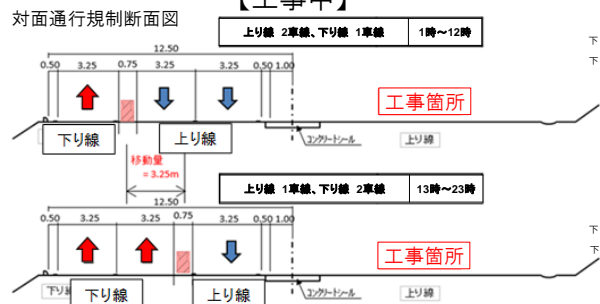 【工事中】
対面通行規制断面図
上り線 2車線、下り線 1車線 1時～12時
12.50
0.50 3.25 0.75 3.25 3.25 0.50 1.00
下
下
工事箇所
下り線 上り線 コンクリートシール 上り線
移動量
= 3.25m
上り線 1車線、下り線 2車線 13時～23時
12.50
0.50 3.25 3.25 0.75 3.25 0.50 1.00
下
下
工事箇所
下り線 下り線 上り線 コンクリートシール 上り線